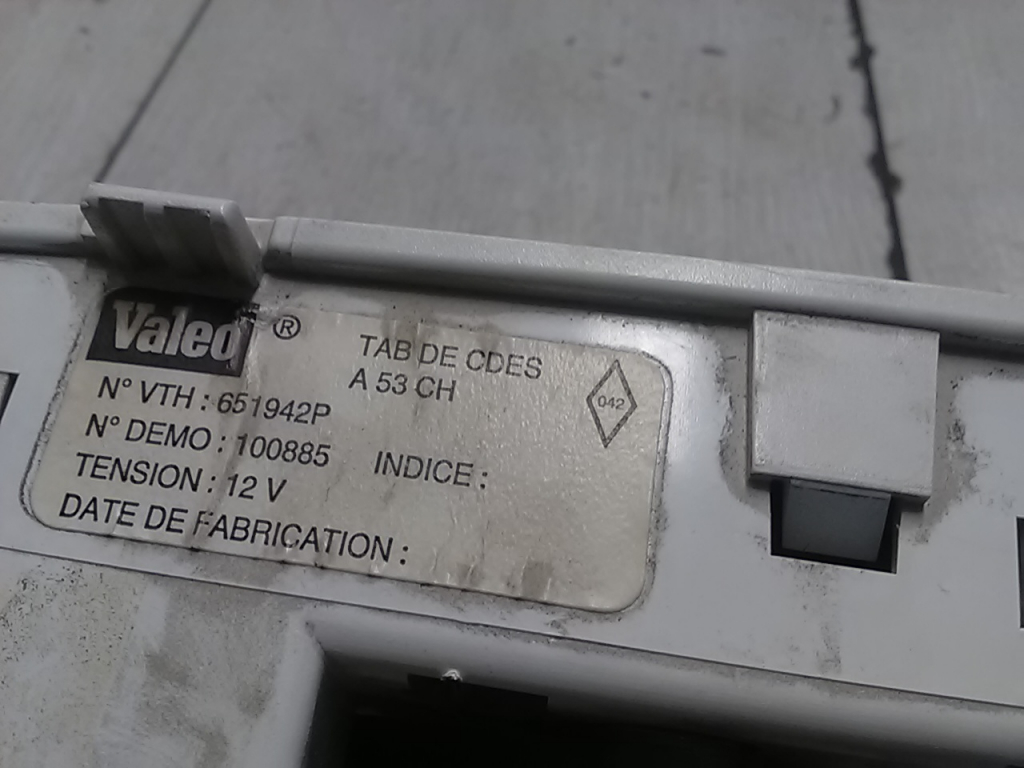 Valeo ®
TAB DE CDES
A 53 CH
042
N° VTH : 651942P
N° DEMO : 100885
INDICE :
TENSION : 12 V
DATE DE FABRICATION :